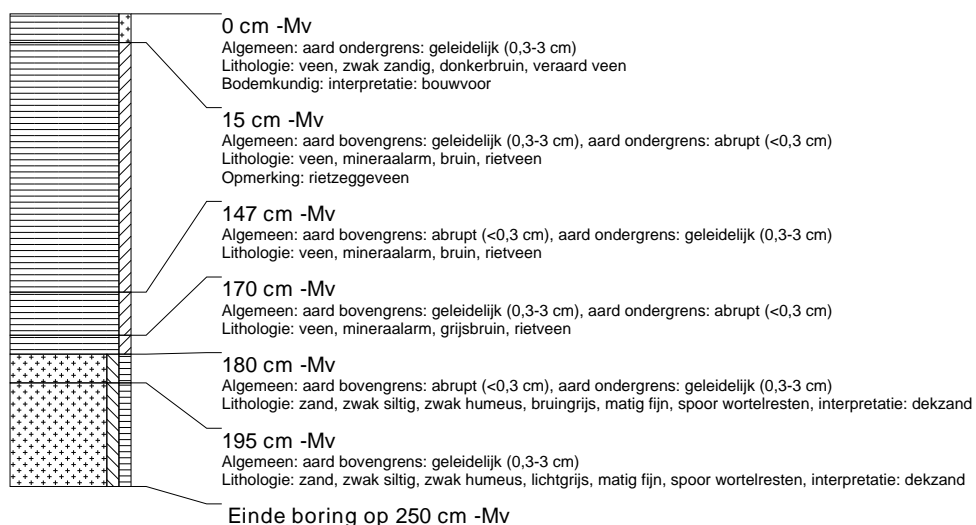 0 cm -Mv
Algemeen: aard ondergrens: geleidelijk (0,3-3 cm)
Lithologie: veen, zwak zandig, donkerbruin, veraard veen
Bodemkundig: interpretatie: bouwvoor
15 cm -Mv
Algemeen: aard bovengrens: geleidelijk (0,3-3 cm), aard ondergrens: abrupt (<0,3 cm)
Lithologie: veen, mineraalarm, bruin, rietveen
Opmerking: rietzeggeveen
147 cm -Mv
Algemeen: aard bovengrens: abrupt (<0,3 cm), aard ondergrens: geleidelijk (0,3-3 cm)
Lithologie: veen, mineraalarm, bruin, rietveen
170 cm -Mv
Algemeen: aard bovengrens: geleidelijk (0,3-3 cm), aard ondergrens: abrupt (<0,3 cm)
Lithologie: veen, mineraalarm, grijsbruin, rietveen
180 cm -Mv
Algemeen: aard bovengrens: abrupt (<0,3 cm), aard ondergrens: geleidelijk (0,3-3 cm)
Lithologie: zand, zwak siltig, zwak humeus, bruingrijs, matig fijn, spoor wortelresten, interpretatie: dekzand
195 cm -Mv
Algemeen: aard bovengrens: geleidelijk (0,3-3 cm)
Lithologie: zand, zwak siltig, zwak humeus, lichtgrijs, matig fijn, spoor wortelresten, interpretatie: dekzand
Einde boring op 250 cm -Mv